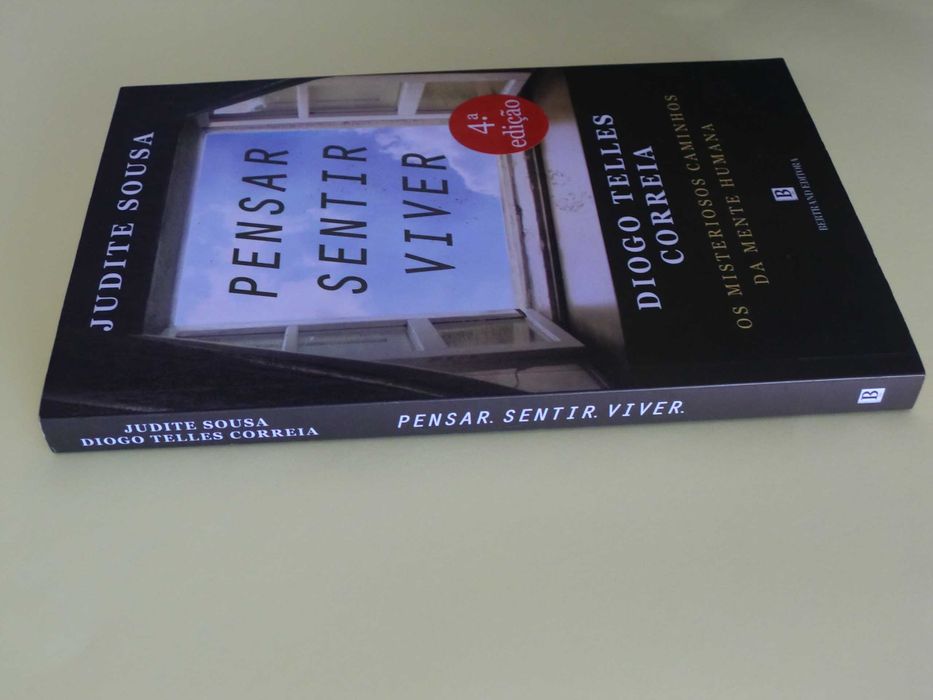 JUDITE SOUSA
PENSAR
SENTIR
VIVER
4.ª
edição
DIOGO TELLES
CORREIA
OS MISTERIOSOS CAMINHOS
DA MENTE HUMANA
B
BERTRAND EDITORA
JUDITE SOUSA
DIOGO TELLES CORREIA
PENSAR. SENTIR. VIVER.
B